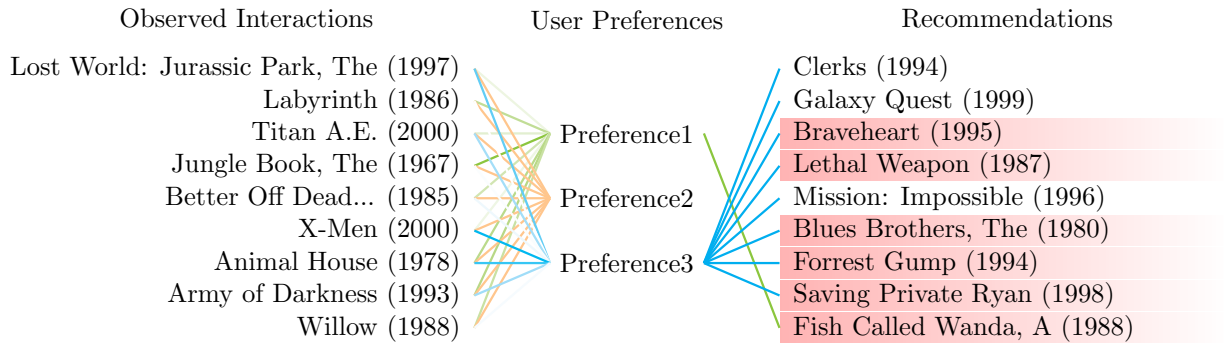 Observed Interactions
User Preferences
Recommendations
Lost World: Jurassic Park, The (1997)
Labyrinth (1986)
Titan A.E. (2000)
Jungle Book, The (1967)
Better Off Dead... (1985)
X-Men (2000)
Animal House (1978)
Army of Darkness (1993)
Willow (1988)
Preference1
Preference2
Preference3
Clerks (1994)
Galaxy Quest (1999)
Braveheart (1995)
Lethal Weapon (1987)
Mission: Impossible (1996)
Blues Brothers, The (1980)
Forrest Gump (1994)
Saving Private Ryan (1998)
Fish Called Wanda, A (1988)